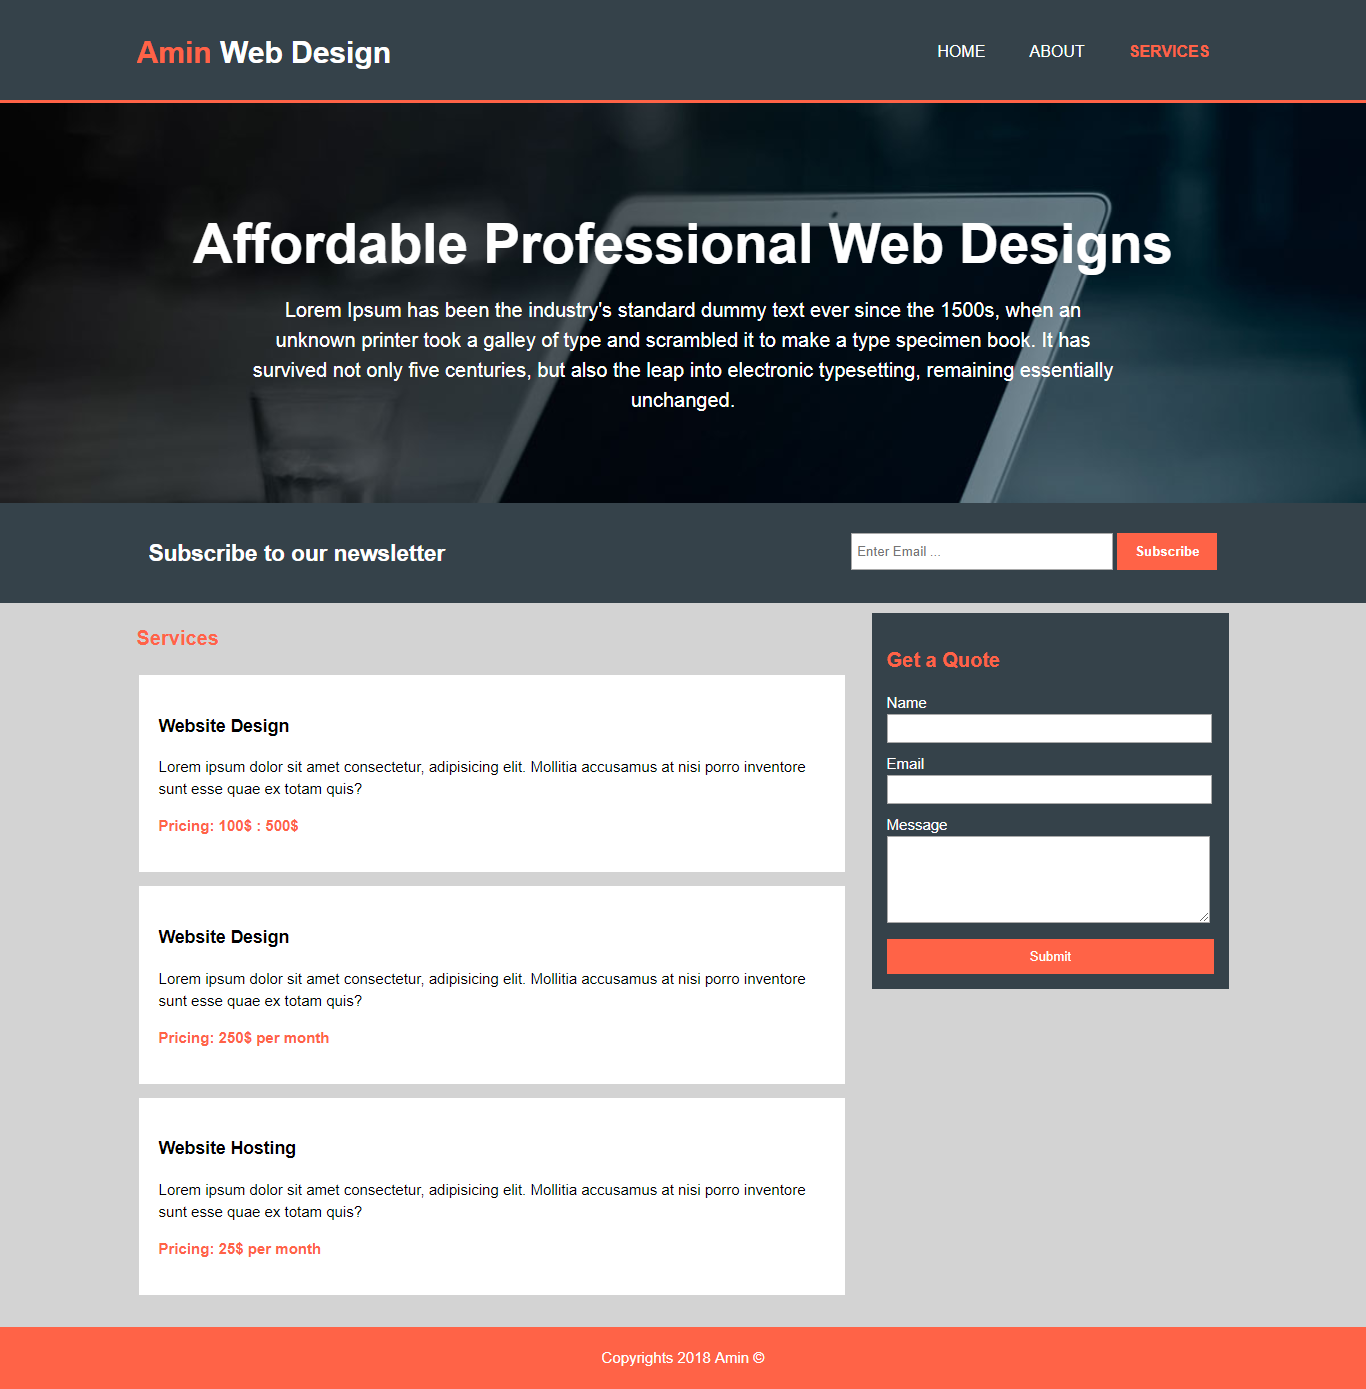 Amin Web Design
HOME ABOUT SERVICES
Affordable Professional Web Designs
Lorem Ipsum has been the industry's standard dummy text ever since the 1500s, when an
unknown printer took a galley of type and scrambled it to make a type specimen book. It has
survived not only five centuries, but also the leap into electronic typesetting, remaining essentially
unchanged.
Subscribe to our newsletter
Enter Email ...
Subscribe
Services
Website Design
Lorem ipsum dolor sit amet consectetur, adipisicing elit. Mollitia accusamus at nisi porro inventore
sunt esse quae ex totam quis?
Pricing: 100$ : 500$
Website Design
Lorem ipsum dolor sit amet consectetur, adipisicing elit. Mollitia accusamus at nisi porro inventore
sunt esse quae ex totam quis?
Pricing: 250$ per month
Website Hosting
Lorem ipsum dolor sit amet consectetur, adipisicing elit. Mollitia accusamus at nisi porro inventore
sunt esse quae ex totam quis?
Pricing: 25$ per month
Get a Quote
Name
Email
Message
Submit
Copyrights 2018 Amin ©